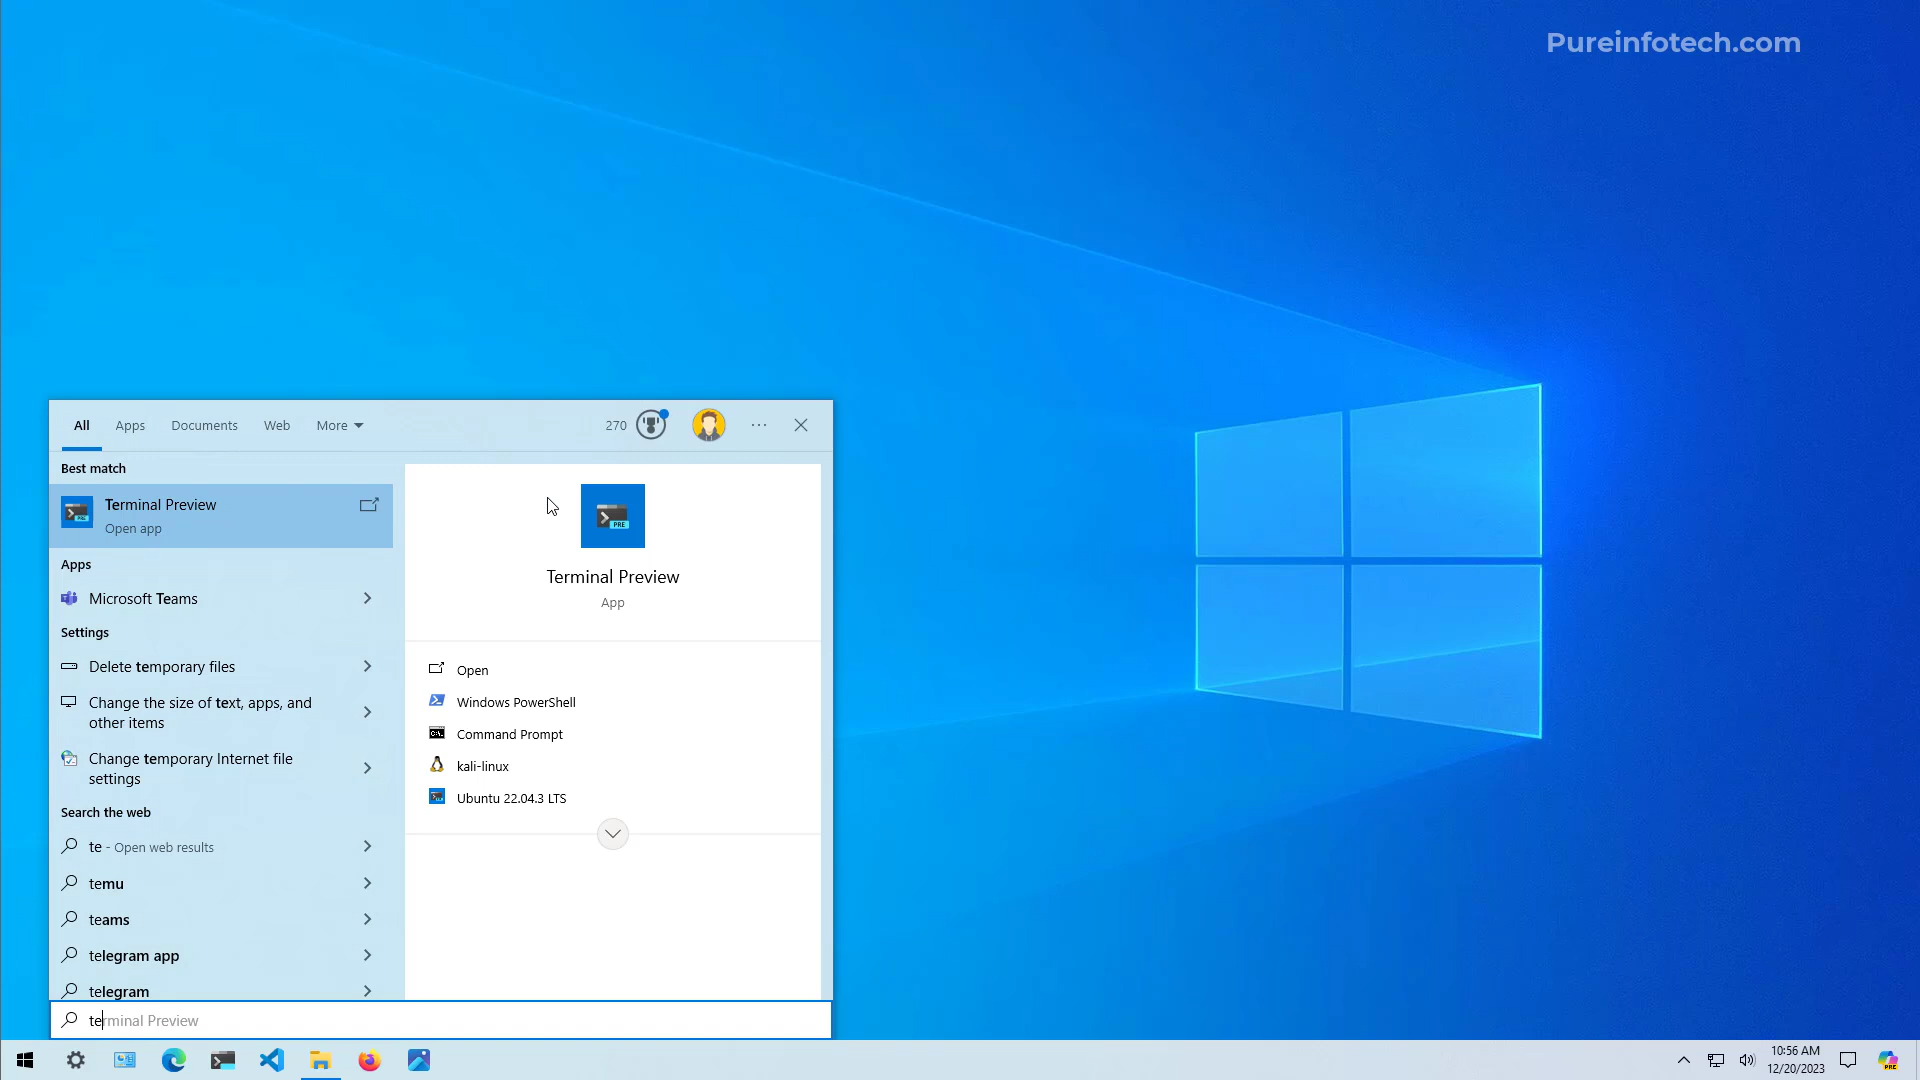 Pureinfotech.com
All Apps Documents Web More 270
Best match
Terminal Preview
Open app
Apps
Microsoft Teams
Settings
Delete temporary files
Change the size of text, apps, and
other items
Change temporary Internet file
settings
Search the web
te - Open web results
temu
teams
telegram app
telegram
terminal Preview
PRE
Terminal Preview
App
Open
Windows PowerShell
Command Prompt
kali-linux
Ubuntu 22.04.3 LTS
10:56 AM
12/20/2023
PRE